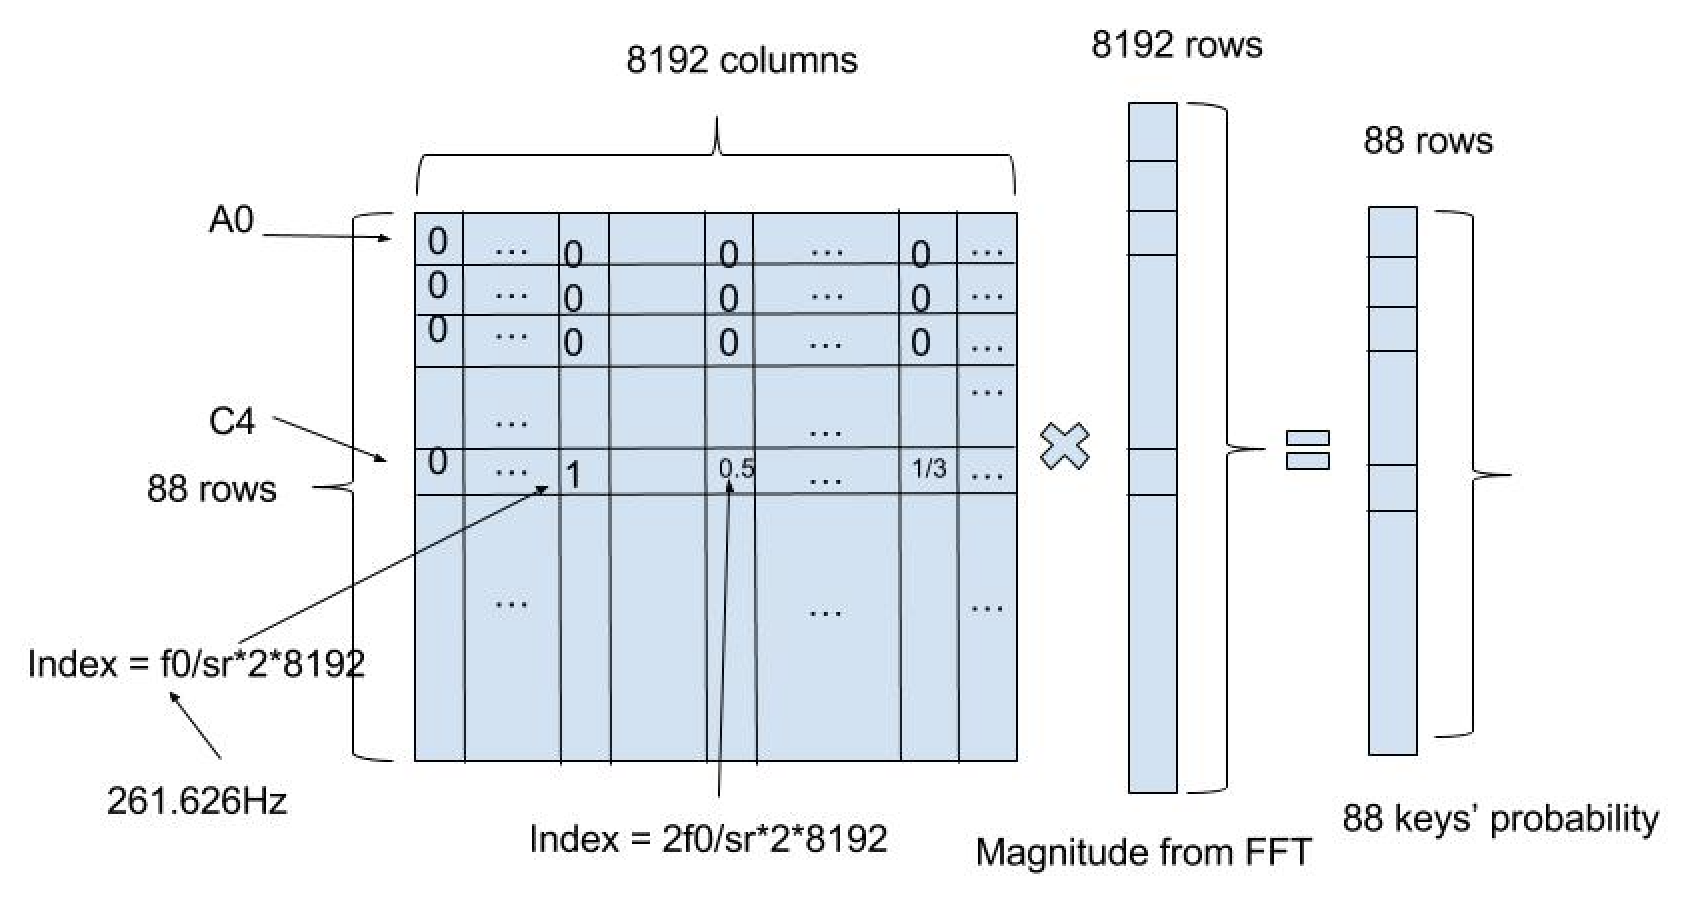 8192 columns
8192 rows
88 rows
A0
0 ... 0 0 ... 0 ...
0 ... 0 0 ... 0 ...
0 ... 0 0 ... 0 ...
...
C4
... ...
0 ... 1 0.5 ... 1/3 ...
88 rows
... ... ...
Index = f0/sr*2*8192
261.626Hz
Index = 2f0/sr*2*8192
Magnitude from FFT
88 keys’ probability